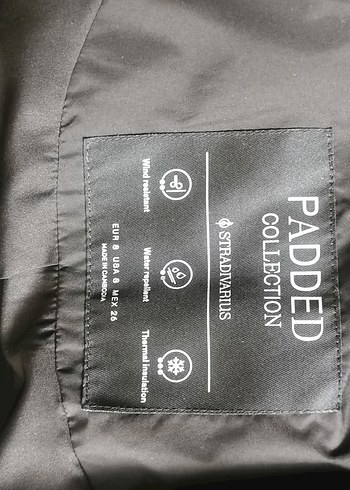 PADDED
COLLECTION
STRADIVARIUS
Wind resistant
Water repellent
Thermal insulation
EUR S USA S MEX 26
MADE IN CAMBODIA